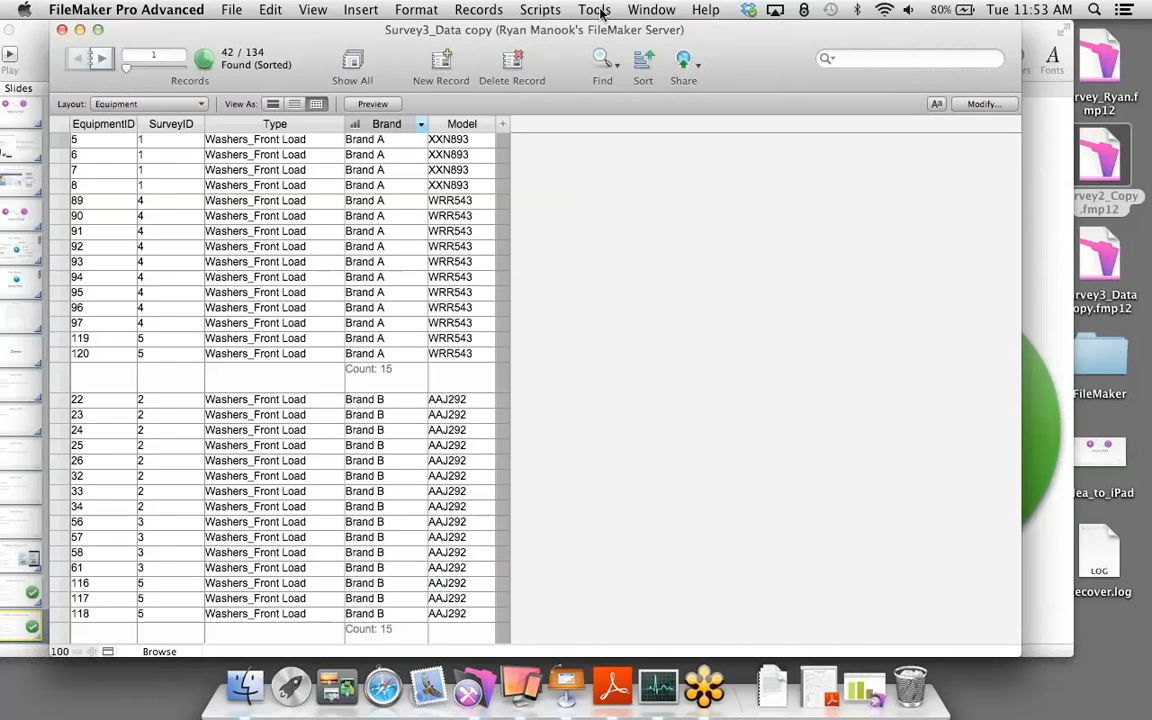 FileMaker Pro Advanced File Edit View Insert Format Records Scripts Tools Window Help 80% Tue 11:53 AM
Survey3_Data copy (Ryan Manook's FileMaker Server)
Play
Slides
1
42 / 134
Found (Sorted)
Records
Show All
New Record
Delete Record
Find
Sort
Share
Fonts
Layout: Equipment View As: Preview Aa Modify...
EquipmentID SurveyID Type Brand Model +
5 1 Washers_Front Load Brand A XXN893
6 1 Washers_Front Load Brand A XXN893
7 1 Washers_Front Load Brand A XXN893
8 1 Washers_Front Load Brand A XXN893
89 4 Washers_Front Load Brand A WRR543
90 4 Washers_Front Load Brand A WRR543
91 4 Washers_Front Load Brand A WRR543
92 4 Washers_Front Load Brand A WRR543
93 4 Washers_Front Load Brand A WRR543
94 4 Washers_Front Load Brand A WRR543
95 4 Washers_Front Load Brand A WRR543
96 4 Washers_Front Load Brand A WRR543
97 4 Washers_Front Load Brand A WRR543
119 5 Washers_Front Load Brand A WRR543
120 5 Washers_Front Load Brand A WRR543
Count: 15
22 2 Washers_Front Load Brand B AAJ292
23 2 Washers_Front Load Brand B AAJ292
24 2 Washers_Front Load Brand B AAJ292
25 2 Washers_Front Load Brand B AAJ292
26 2 Washers_Front Load Brand B AAJ292
32 2 Washers_Front Load Brand B AAJ292
33 2 Washers_Front Load Brand B AAJ292
34 2 Washers_Front Load Brand B AAJ292
56 3 Washers_Front Load Brand B AAJ292
57 3 Washers_Front Load Brand B AAJ292
58 3 Washers_Front Load Brand B AAJ292
61 3 Washers_Front Load Brand B AAJ292
116 5 Washers_Front Load Brand B AAJ292
117 5 Washers_Front Load Brand B AAJ292
118 5 Washers_Front Load Brand B AAJ292
Count: 15
100 Browse
rvey_Ryan.f
mp12
urvey2_Copy
.fmp12
rvey3_Data
copy.fmp12
FileMaker
dea_to_iPad
LOG
ecover.log